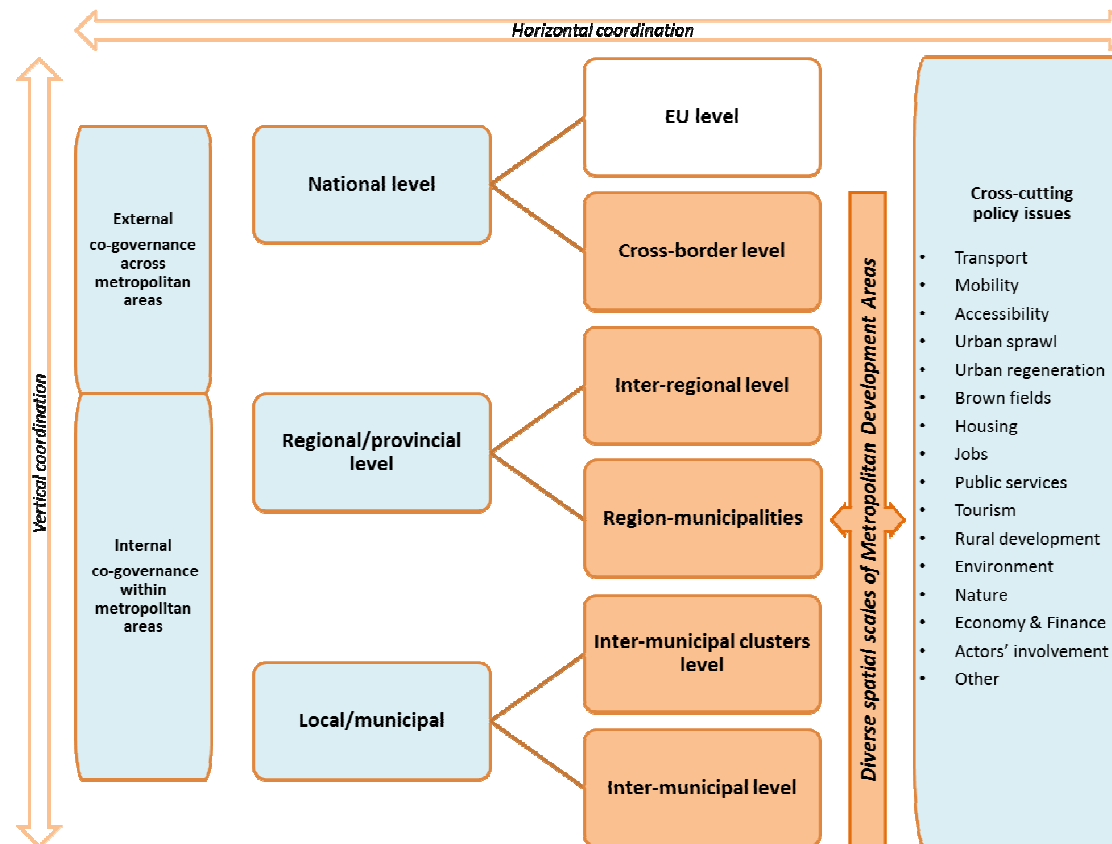 Horizontal coordination
Vertical coordination
External
co-governance
across
metropolitan
areas
Internal
co-governance
within
metropolitan
areas
National level
Regional/provincial
level
Local/municipal
EU level
Cross-border level
Inter-regional level
Region-municipalities
Inter-municipal clusters
level
Inter-municipal level
Diverse spatial scales of Metropolitan Development Areas
Cross-cutting
policy issues
• Transport
• Mobility
• Accessibility
• Urban sprawl
• Urban regeneration
• Brown fields
• Housing
• Jobs
• Public services
• Tourism
• Rural development
• Environment
• Nature
• Economy & Finance
• Actors’ involvement
• Other